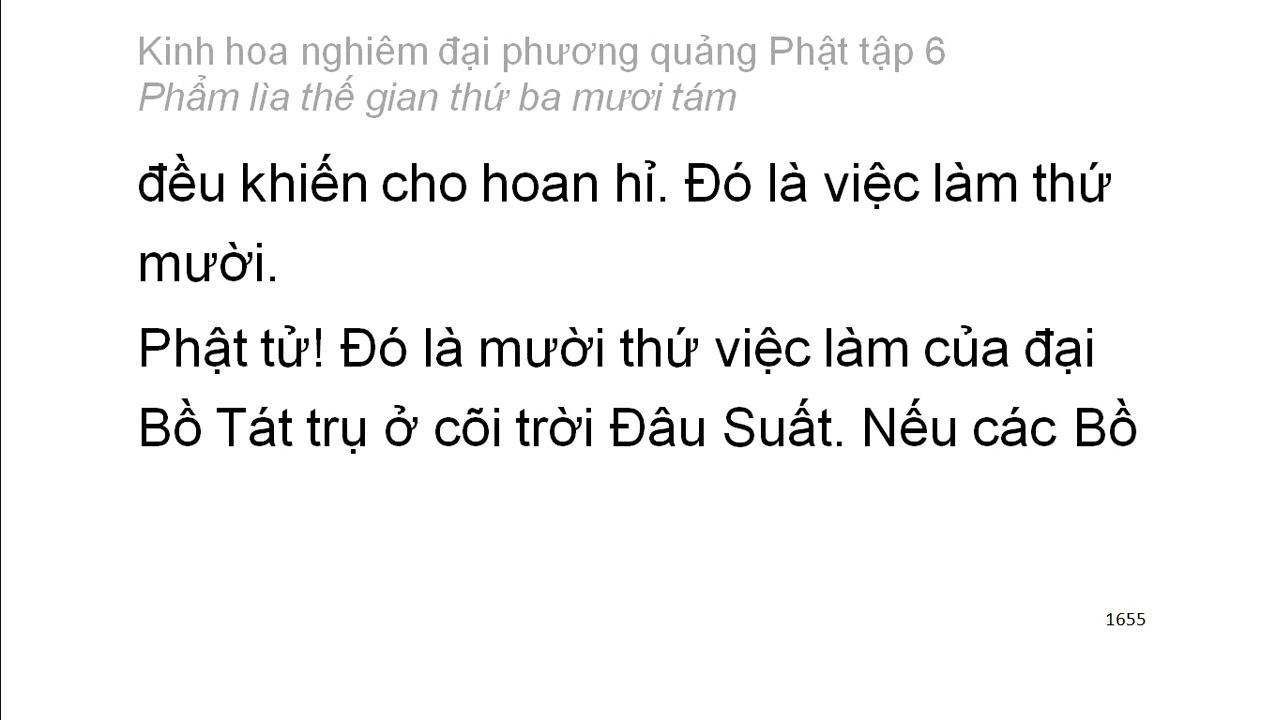 Kinh hoa nghiêm đại phương quảng Phật tập 6
Phẩm lìa thế gian thứ ba mươi tám
đều khiến cho hoan hỉ. Đó là việc làm thứ
mười.
Phật tử! Đó là mười thứ việc làm của đại
Bồ Tát trụ ở cõi trời Đâu Suất. Nếu các Bồ
1655